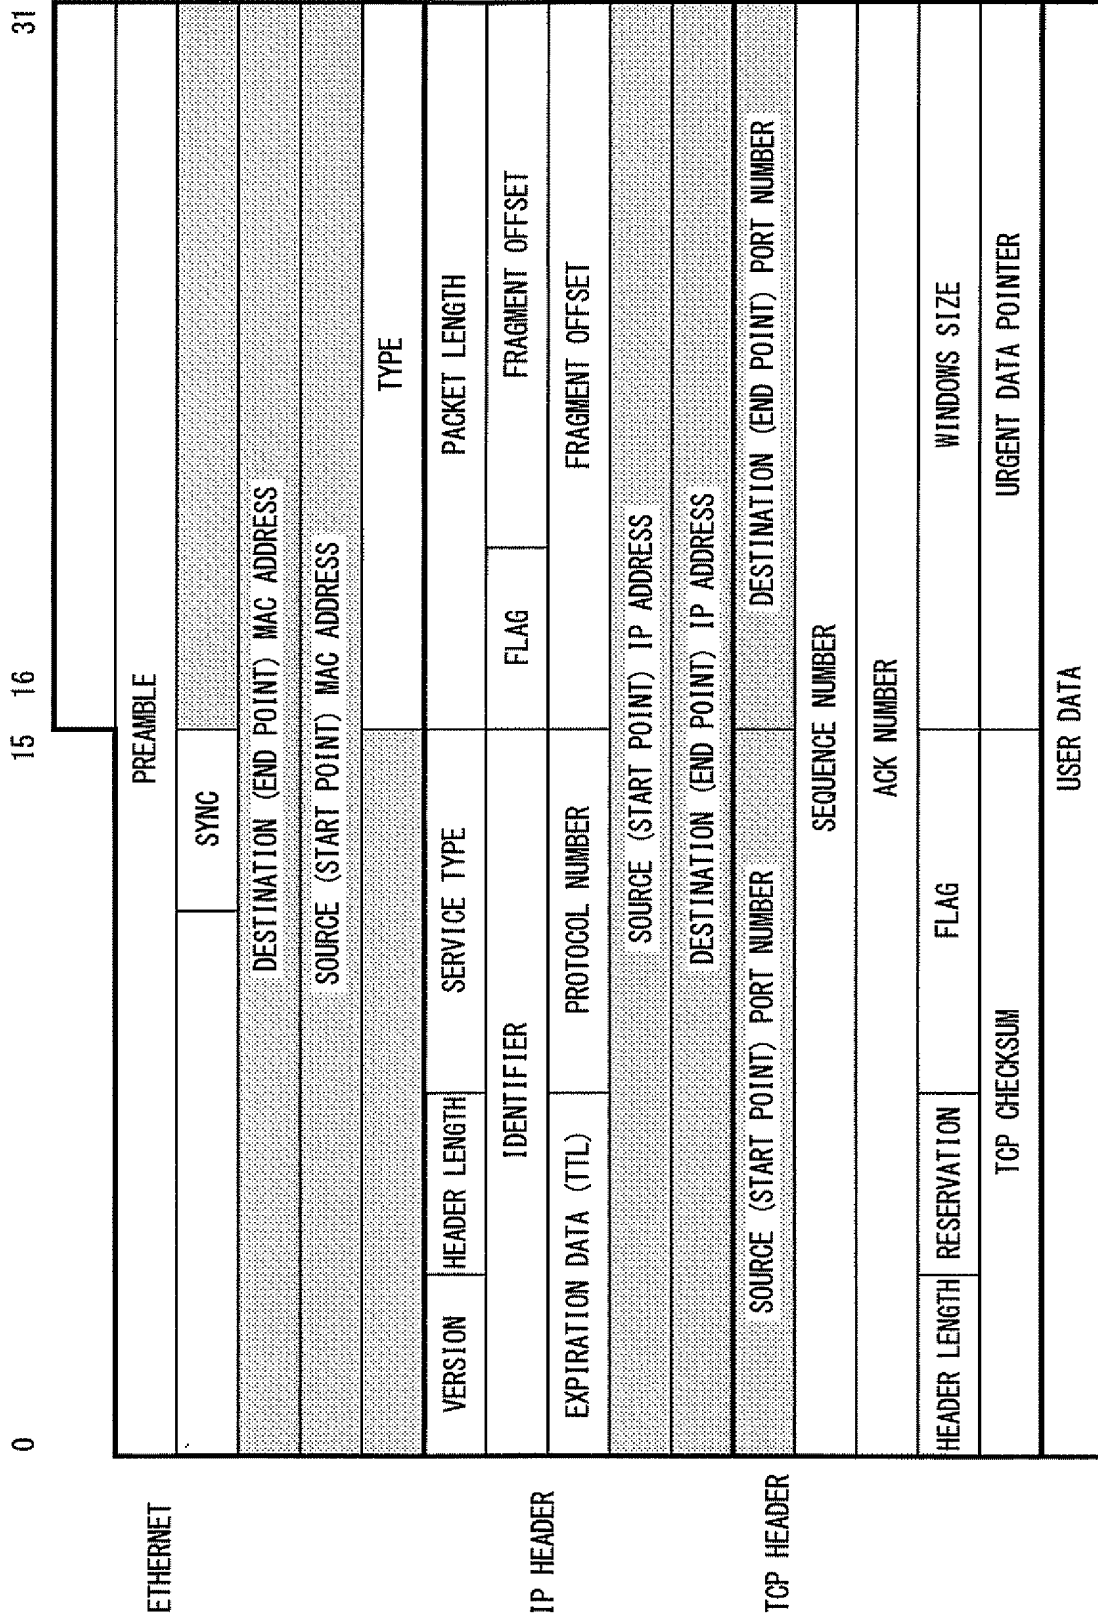 0 15 16 31
ETHERNET
PREAMBLE
SYNC
DESTINATION (END POINT) MAC ADDRESS
SOURCE (START POINT) MAC ADDRESS
TYPE
IP HEADER
VERSION HEADER LENGTH SERVICE TYPE PACKET LENGTH
IDENTIFIER FLAG FRAGMENT OFFSET
EXPIRATION DATA (TTL) PROTOCOL NUMBER FRAGMENT OFFSET
SOURCE (START POINT) IP ADDRESS
DESTINATION (END POINT) IP ADDRESS
TCP HEADER
SOURCE (START POINT) PORT NUMBER DESTINATION (END POINT) PORT NUMBER
SEQUENCE NUMBER
ACK NUMBER
HEADER LENGTH RESERVATION FLAG WINDOWS SIZE
TCP CHECKSUM URGENT DATA POINTER
USER DATA